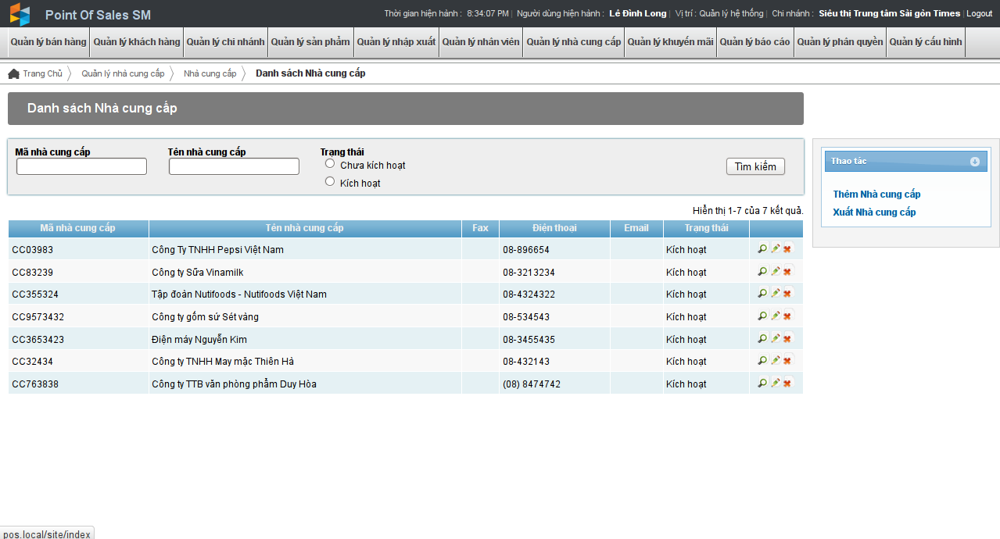 Point Of Sales SM
Thời gian hiện hành : 8:34:07 PM | Người dùng hiện hành : Lê Đình Long | Vị trí : Quản lý hệ thống | Chi nhánh : Siêu thị Trung tâm Sài gòn Times | Logout
Quản lý bán hàng Quản lý khách hàng Quản lý chi nhánh Quản lý sản phẩm Quản lý nhập xuất Quản lý nhân viên Quản lý nhà cung cấp Quản lý khuyến mãi Quản lý báo cáo Quản lý phân quyền Quản lý cấu hình
Trang Chủ Quản lý nhà cung cấp Nhà cung cấp Danh sách Nhà cung cấp
Danh sách Nhà cung cấp
Mã nhà cung cấp Tên nhà cung cấp Trạng thái
Chưa kích hoạt
Kích hoạt
Tìm kiếm
Thao tác
Thêm Nhà cung cấp
Xuất Nhà cung cấp
Hiển thị 1-7 của 7 kết quả.
Mã nhà cung cấp Tên nhà cung cấp Fax Điện thoại Email Trạng thái
CC03983 Công Ty TNHH Pepsi Việt Nam 08-896654 Kích hoạt
CC83239 Công ty Sữa Vinamilk 08-3213234 Kích hoạt
CC355324 Tập đoàn Nutifoods - Nutifoods Việt Nam 08-4324322 Kích hoạt
CC9573432 Công ty gốm sứ Sét vàng 08-534543 Kích hoạt
CC3653423 Điện máy Nguyễn Kim 08-3455435 Kích hoạt
CC32434 Công ty TNHH May mặc Thiên Hà 08-432143 Kích hoạt
CC763838 Công ty TTB văn phòng phẩm Duy Hòa (08) 8474742 Kích hoạt
pos.local/site/index